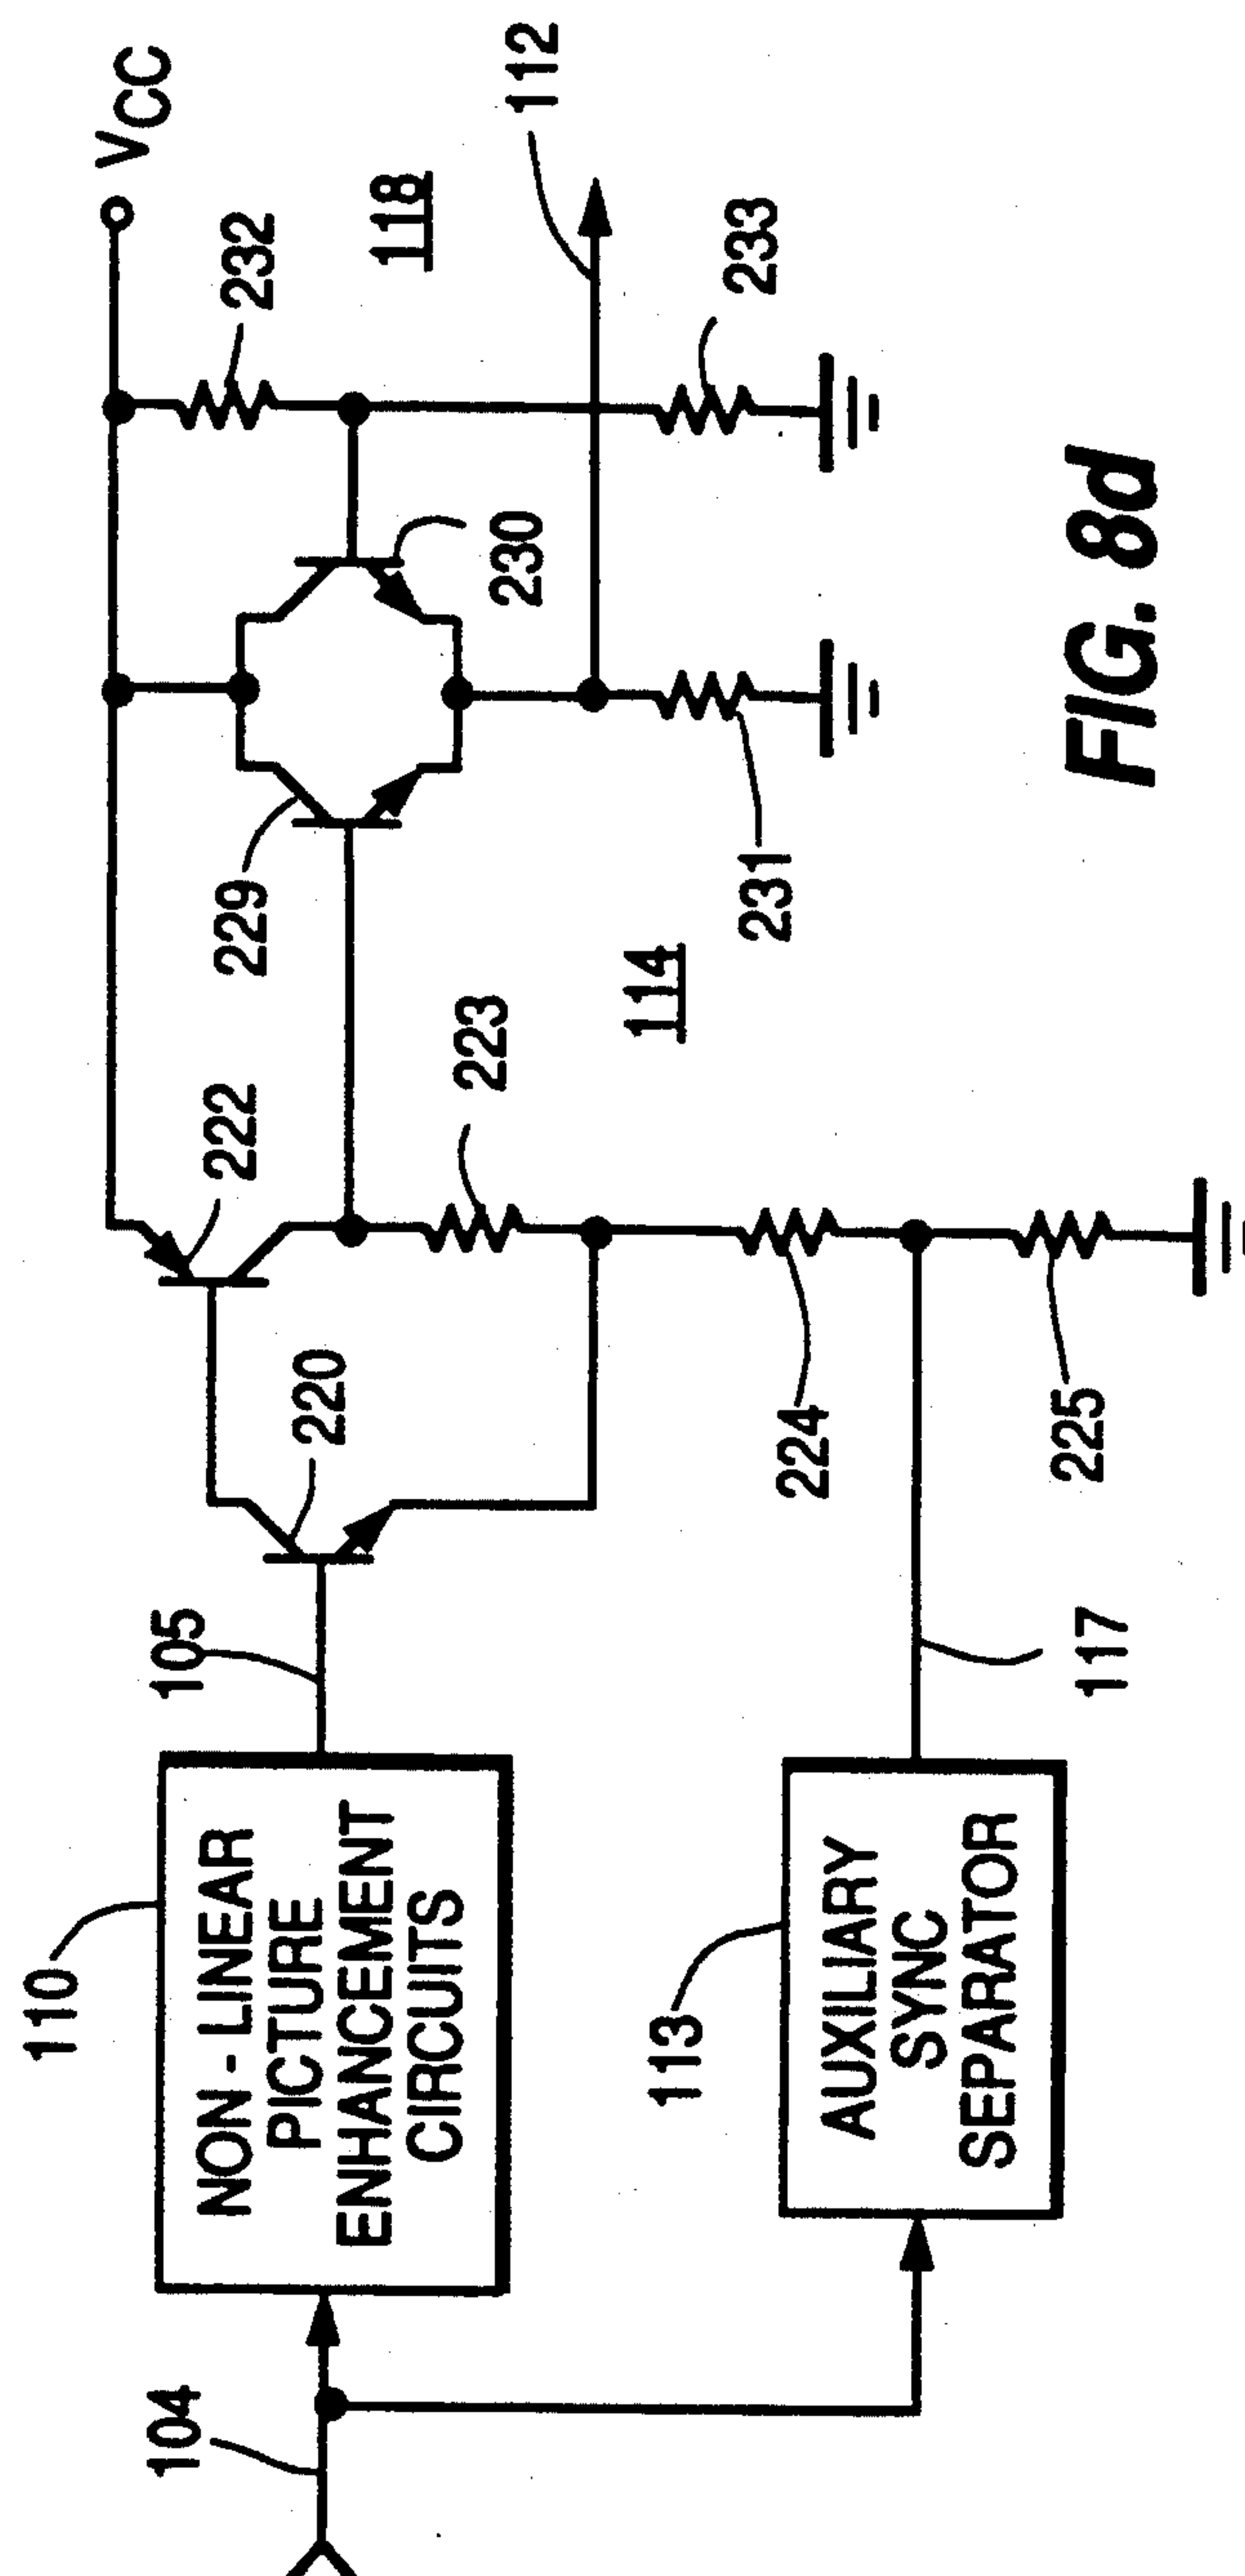 VCC
110
NON-LINEAR
PICTURE
ENHANCEMENT
CIRCUITS
104
105
220
222
229
230
232
118
112
223
114
231
233
113
AUXILIARY
SYNC
SEPARATOR
117
224
225
FIG. 8d